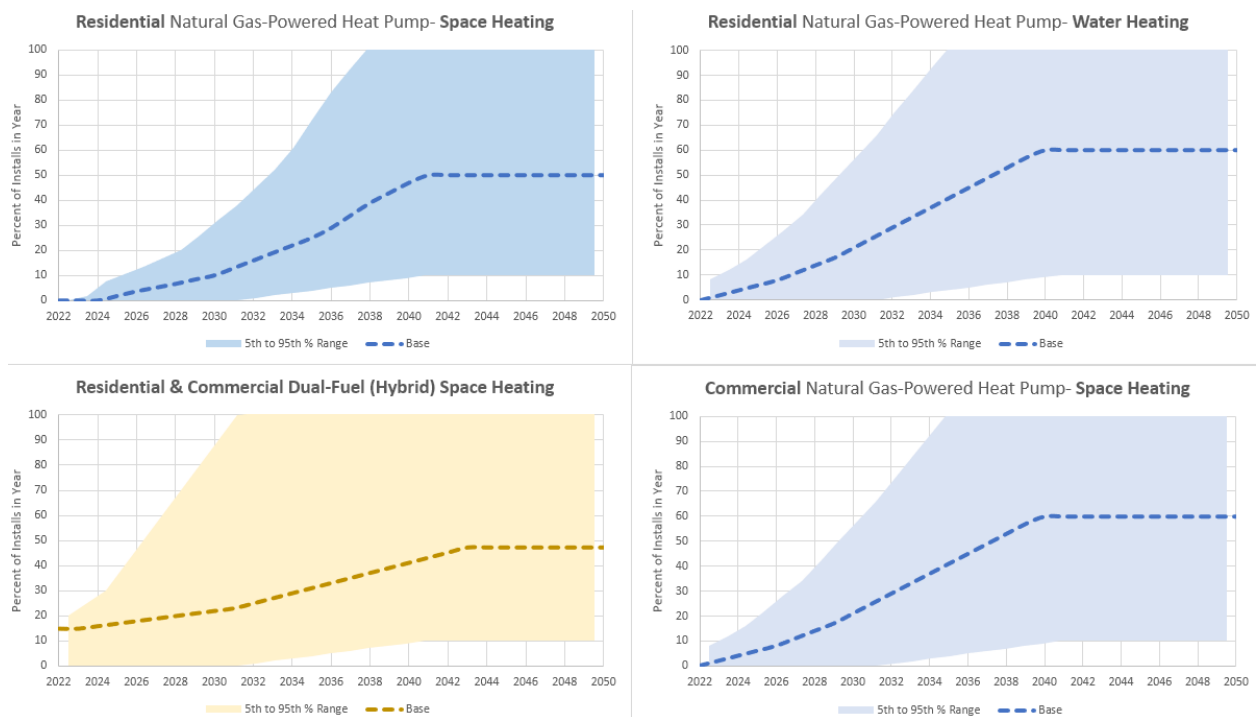 Residential Natural Gas-Powered Heat Pump- Space Heating
Percent of Installs in Year
100
90
80
70
60
50
40
30
20
10
0
2022 2024 2026 2028 2030 2032 2034 2036 2038 2040 2042 2044 2046 2048 2050
5th to 95th % Range Base
Residential Natural Gas-Powered Heat Pump- Water Heating
Percent of Installs in Year
100
90
80
70
60
50
40
30
20
10
0
2022 2024 2026 2028 2030 2032 2034 2036 2038 2040 2042 2044 2046 2048 2050
5th to 95th % Range Base
Residential & Commercial Dual-Fuel (Hybrid) Space Heating
Percent of Installs in Year
100
90
80
70
60
50
40
30
20
10
0
2022 2024 2026 2028 2030 2032 2034 2036 2038 2040 2042 2044 2046 2048 2050
5th to 95th % Range Base
Commercial Natural Gas-Powered Heat Pump- Space Heating
Percent of Installs in Year
100
90
80
70
60
50
40
30
20
10
0
2022 2024 2026 2028 2030 2032 2034 2036 2038 2040 2042 2044 2046 2048 2050
5th to 95th % Range Base